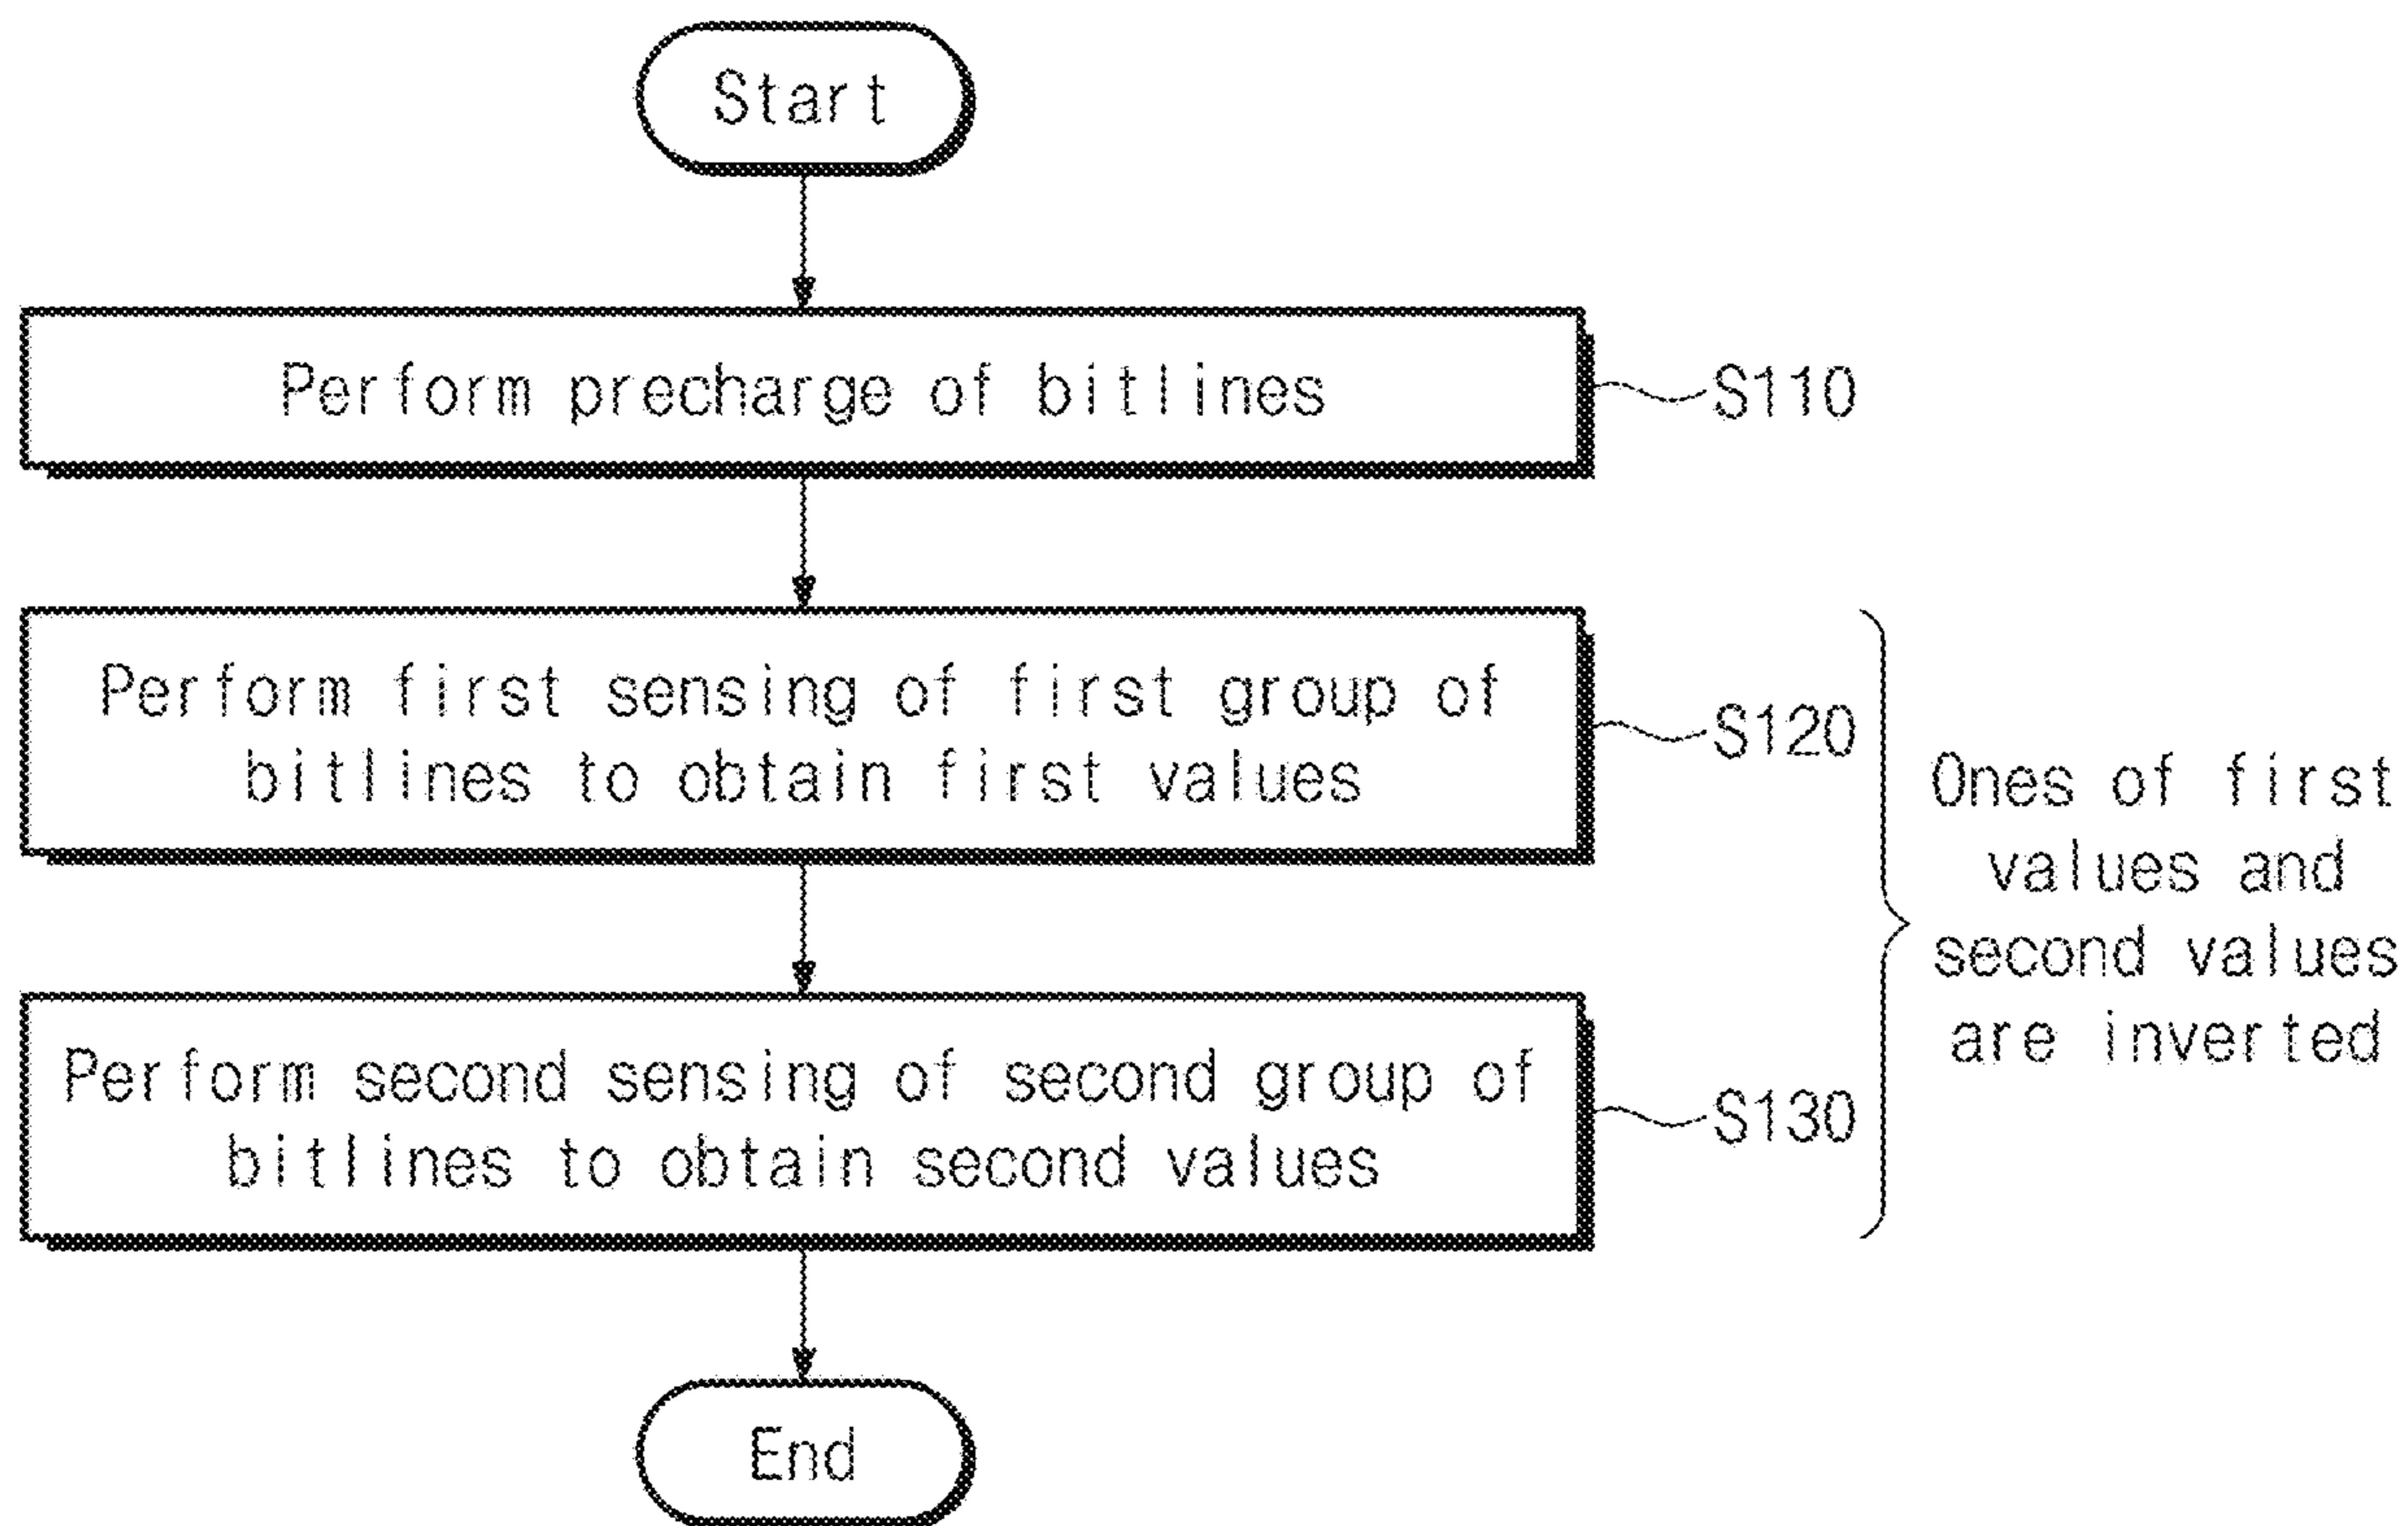 Start
Perform precharge of bitlines
S110
Perform first sensing of first group of
bitlines to obtain first values
S120
Perform second sensing of second group of
bitlines to obtain second values
S130
Ones of first
values and
second values
are inverted
End